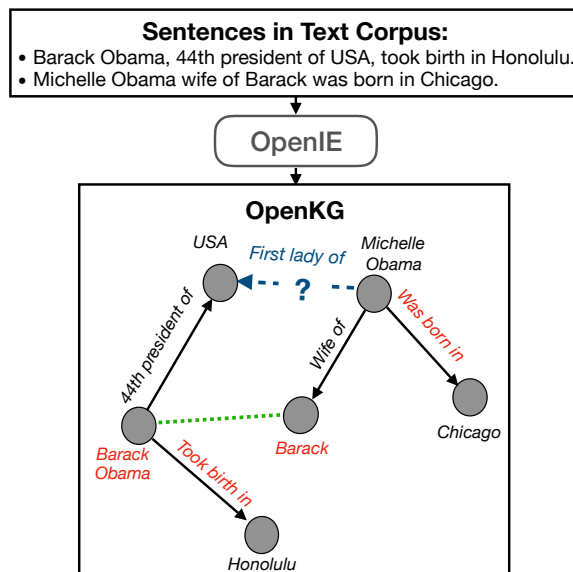 Sentences in Text Corpus:
• Barack Obama, 44th president of USA, took birth in Honolulu.
• Michelle Obama wife of Barack was born in Chicago.
OpenIE
OpenKG
USA
First lady of
?
Michelle
Obama
44th president of
Wife of
Was born in
Chicago
Barack
Obama
Barack
Took birth in
Honolulu